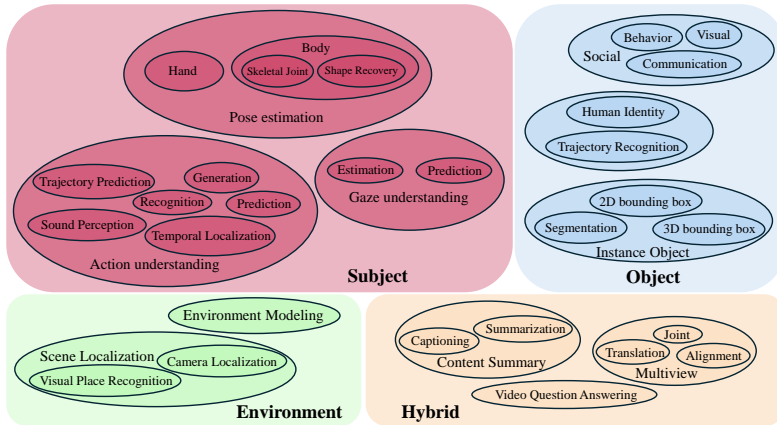 Body
Hand
Skeletal Joint
Shape Recovery
Pose estimation
Trajectory Prediction
Generation
Recognition
Prediction
Sound Perception
Temporal Localization
Action understanding
Estimation
Prediction
Gaze understanding
Subject
Behavior
Visual
Social
Communication
Human Identity
Trajectory Recognition
2D bounding box
Segmentation
3D bounding box
Instance Object
Object
Environment Modeling
Scene Localization
Camera Localization
Visual Place Recognition
Environment
Summarization
Captioning
Content Summary
Joint
Translation
Alignment
Multiview
Video Question Answering
Hybrid